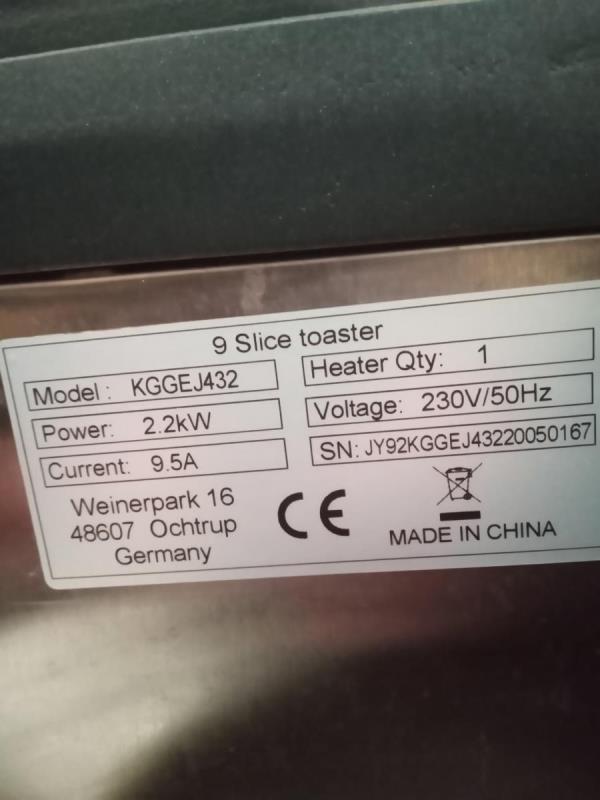 9 Slice toaster
Model : KGGEJ432
Heater Qty: 1
Power: 2.2kW
Voltage: 230V/50Hz
Current: 9.5A
SN: JY92KGGEJ43220050167
Weinerpark 16
48607 Ochtrup
Germany
CE
MADE IN CHINA